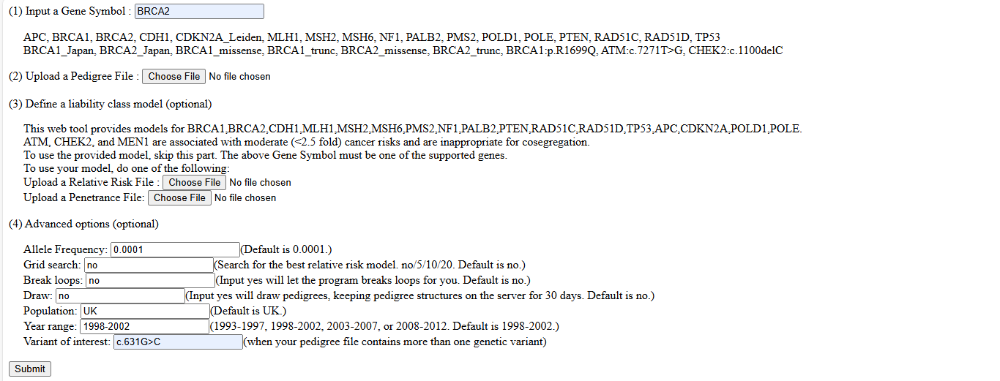 (1) Input a Gene Symbol : BRCA2
APC, BRCA1, BRCA2, CDH1, CDKN2A_Leiden, MLH1, MSH2, MSH6, NF1, PALB2, PMS2, POLD1, POLE, PTEN, RAD51C, RAD51D, TP53
BRCA1_Japan, BRCA2_Japan, BRCA1_missense, BRCA1_trunc, BRCA2_missense, BRCA2_trunc, BRCA1:p.R1699Q, ATM:c.7271T>G, CHEK2:c.1100delC
(2) Upload a Pedigree File : Choose File No file chosen
(3) Define a liability class model (optional)
This web tool provides models for BRCA1,BRCA2,CDH1,MLH1,MSH2,MSH6,PMS2,NF1,PALB2,PTEN,RAD51C,RAD51D,TP53,APC,CDKN2A,POLD1,POLE.
ATM, CHEK2, and MEN1 are associated with moderate (<2.5 fold) cancer risks and are inappropriate for cosegregation.
To use the provided model, skip this part. The above Gene Symbol must be one of the supported genes.
To use your model, do one of the following:
Upload a Relative Risk File : Choose File No file chosen
Upload a Penetrance File: Choose File No file chosen
(4) Advanced options (optional)
Allele Frequency: 0.0001 (Default is 0.0001.)
Grid search: no (Search for the best relative risk model. no/5/10/20. Default is no.)
Break loops: no (Input yes will let the program breaks loops for you. Default is no.)
Draw: no (Input yes will draw pedigrees, keeping pedigree structures on the server for 30 days. Default is no.)
Population: UK (Default is UK.)
Year range: 1998-2002 (1993-1997, 1998-2002, 2003-2007, or 2008-2012. Default is 1998-2002.)
Variant of interest: c.631G>C (when your pedigree file contains more than one genetic variant)
Submit